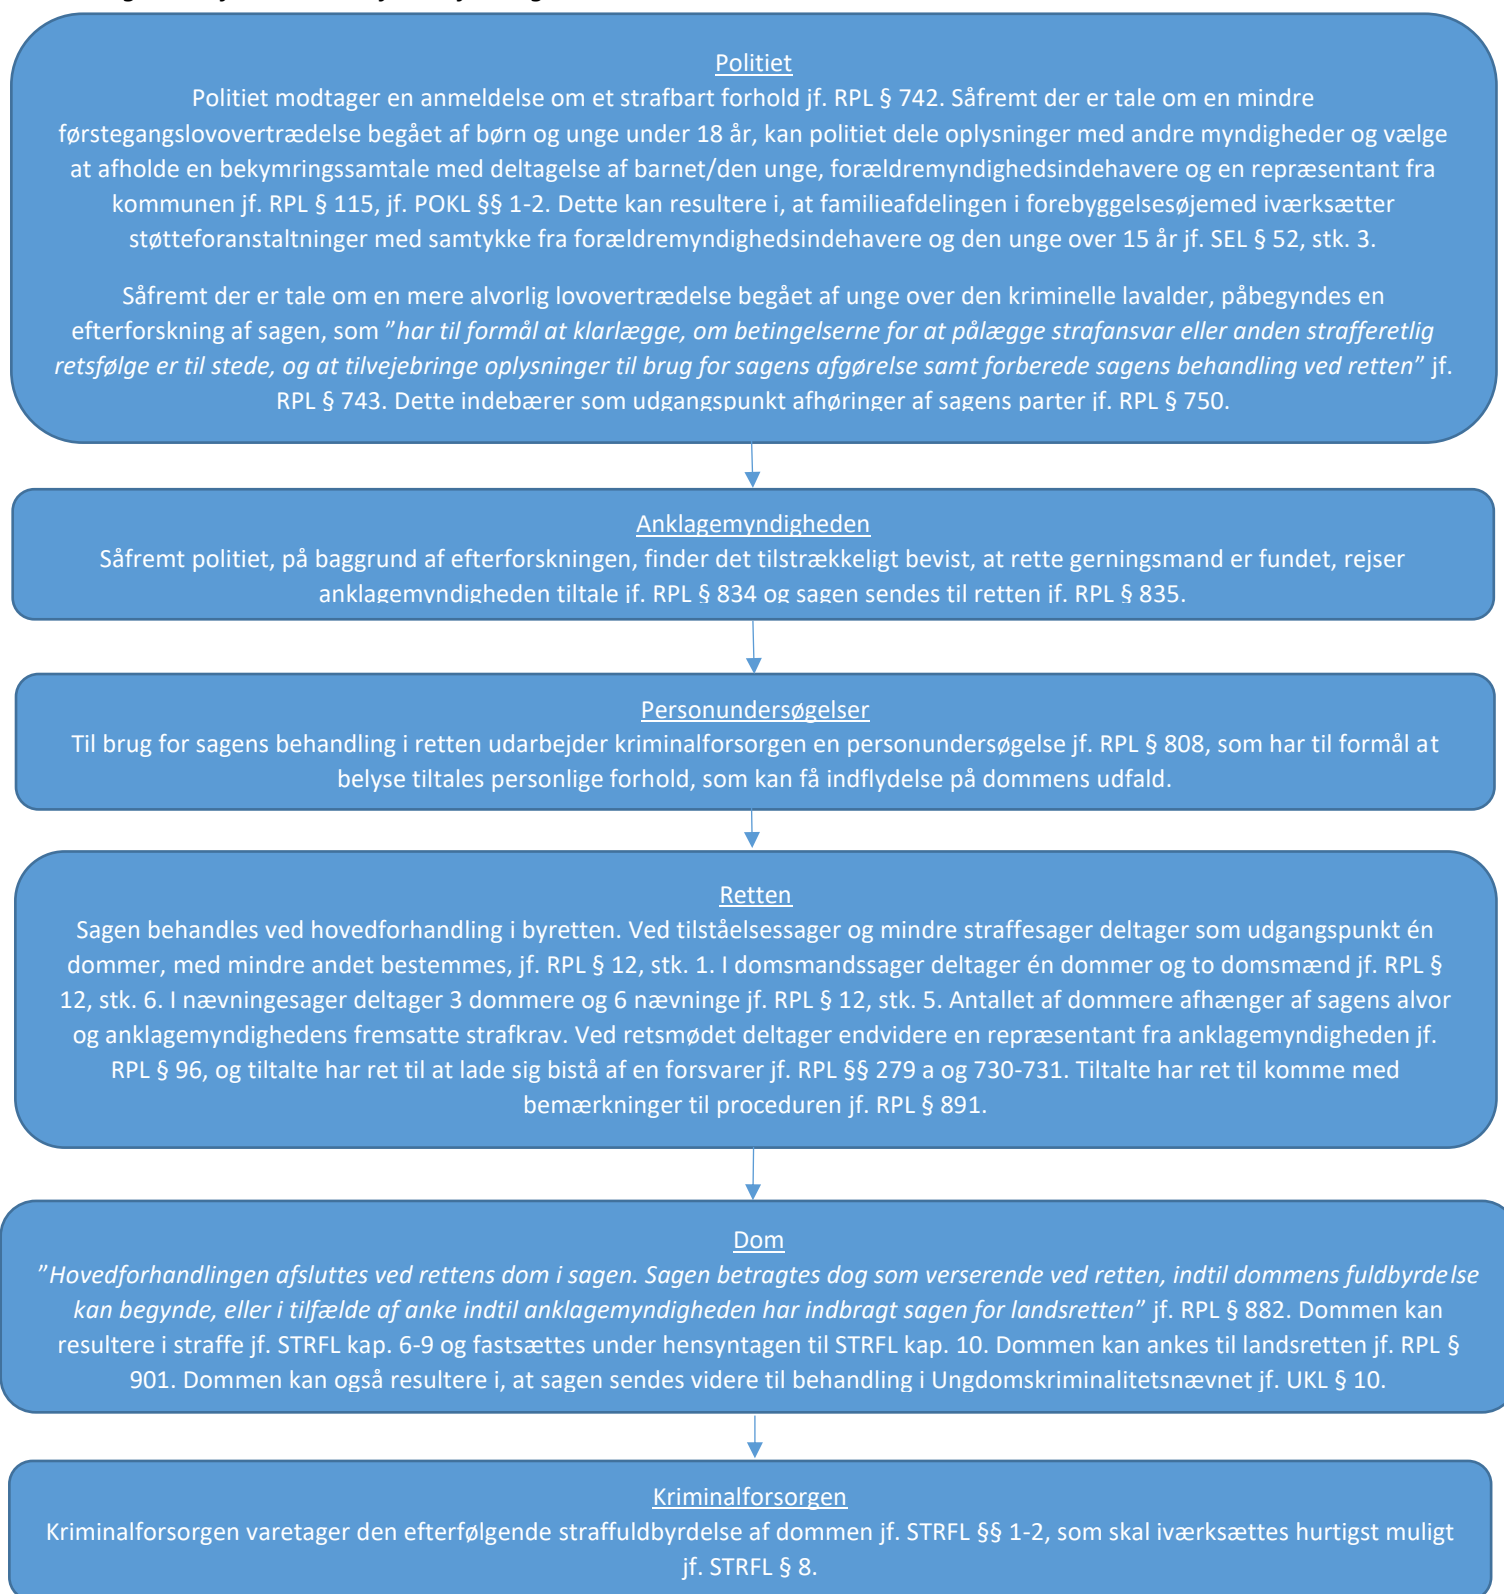 Politiet
Politiet modtager en anmeldelse om et strafbart forhold jf. RPL § 742. Såfremt der er tale om en mindre
førstegangslovovertrædelse begået af børn og unge under 18 år, kan politiet dele oplysninger med andre myndigheder og vælge
at afholde en bekymringssamtale med deltagelse af barnet/den unge, forældremyndighedsindehavere og en repræsentant fra
kommunen jf. RPL § 115, jf. POKL §§ 1-2. Dette kan resultere i, at familieafdelingen i forebyggelsesøjemed iværksætter
støtteforanstaltninger med samtykke fra forældremyndighedsindehavere og den unge over 15 år jf. SEL § 52, stk. 3.
Såfremt der er tale om en mere alvorlig lovovertrædelse begået af unge over den kriminelle lavalder, påbegyndes en
efterforskning af sagen, som ”har til formål at klarlægge, om betingelserne for at pålægge strafansvar eller anden strafferetlig
retsfølge er til stede, og at tilvejebringe oplysninger til brug for sagens afgørelse samt forberede sagens behandling ved retten” jf.
RPL § 743. Dette indebærer som udgangspunkt afhøringer af sagens parter jf. RPL § 750.
Anklagemyndigheden
Såfremt politiet, på baggrund af efterforskningen, finder det tilstrækkeligt bevist, at rette gerningsmand er fundet, rejser
anklagemyndigheden tiltale jf. RPL § 834 og sagen sendes til retten jf. RPL § 835.
Personundersøgelser
Til brug for sagens behandling i retten udarbejder kriminalforsorgen en personundersøgelse jf. RPL § 808, som har til formål at
belyse tiltales personlige forhold, som kan få indflydelse på dommens udfald.
Retten
Sagen behandles ved hovedforhandling i byretten. Ved tilståelsessager og mindre straffesager deltager som udgangspunkt én
dommer, med mindre andet bestemmes, jf. RPL § 12, stk. 1. I domsmandssager deltager én dommer og to domsmænd jf. RPL §
12, stk. 6. I nævningesager deltager 3 dommere og 6 nævninge jf. RPL § 12, stk. 5. Antallet af dommere afhænger af sagens alvor
og anklagemyndighedens fremsatte strafkrav. Ved retsmødet deltager endvidere en repræsentant fra anklagemyndigheden jf.
RPL § 96, og tiltalte har ret til at lade sig bistå af en forsvarer jf. RPL §§ 279 a og 730-731. Tiltalte har ret til komme med
bemærkninger til proceduren jf. RPL § 891.
Dom
”Hovedforhandlingen afsluttes ved rettens dom i sagen. Sagen betragtes dog som verserende ved retten, indtil dommens fuldbyrdelse
kan begynde, eller i tilfælde af anke indtil anklagemyndigheden har indbragt sagen for landsretten” jf. RPL § 882. Dommen kan
resultere i straffe jf. STRFL kap. 6-9 og fastsættes under hensyntagen til STRFL kap. 10. Dommen kan ankes til landsretten jf. RPL §
901. Dommen kan også resultere i, at sagen sendes videre til behandling i Ungdomskriminalitetsnævnet jf. UKL § 10.
Kriminalforsorgen
Kriminalforsorgen varetager den efterfølgende straffuldbyrdelse af dommen jf. STRFL §§ 1-2, som skal iværksættes hurtigst muligt
jf. STRFL § 8.